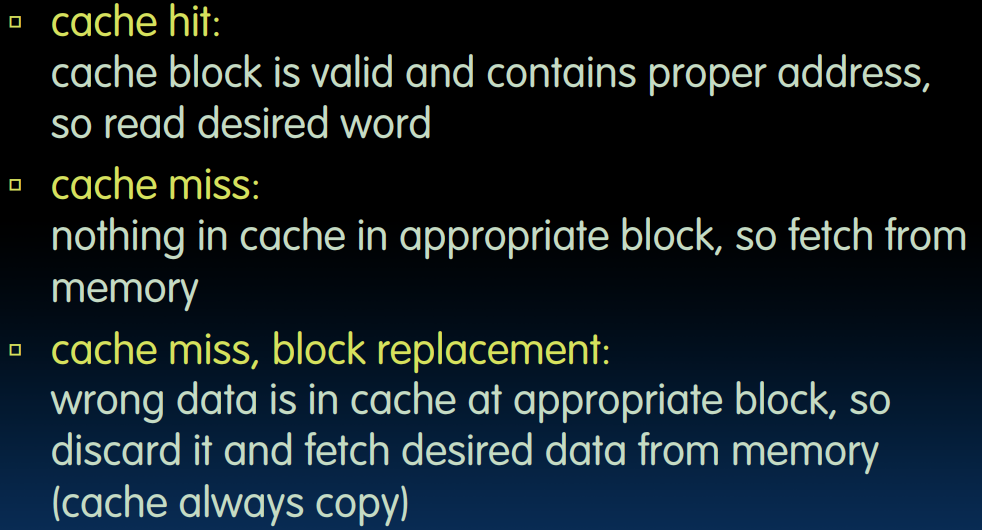 cache hit:
cache block is valid and contains proper address,
so read desired word
cache miss:
nothing in cache in appropriate block, so fetch from
memory
cache miss, block replacement:
wrong data is in cache at appropriate block, so
discard it and fetch desired data from memory
(cache always copy)